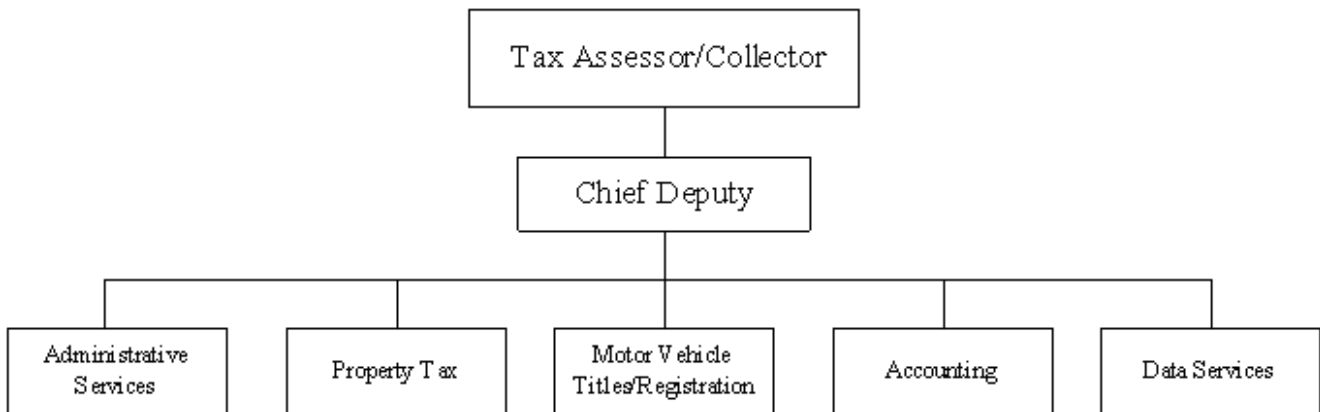 Tax Assessor/Collector
Chief Deputy
Administrative
Services
Property Tax
Motor Vehicle
Titles/Registration
Accounting
Data Services